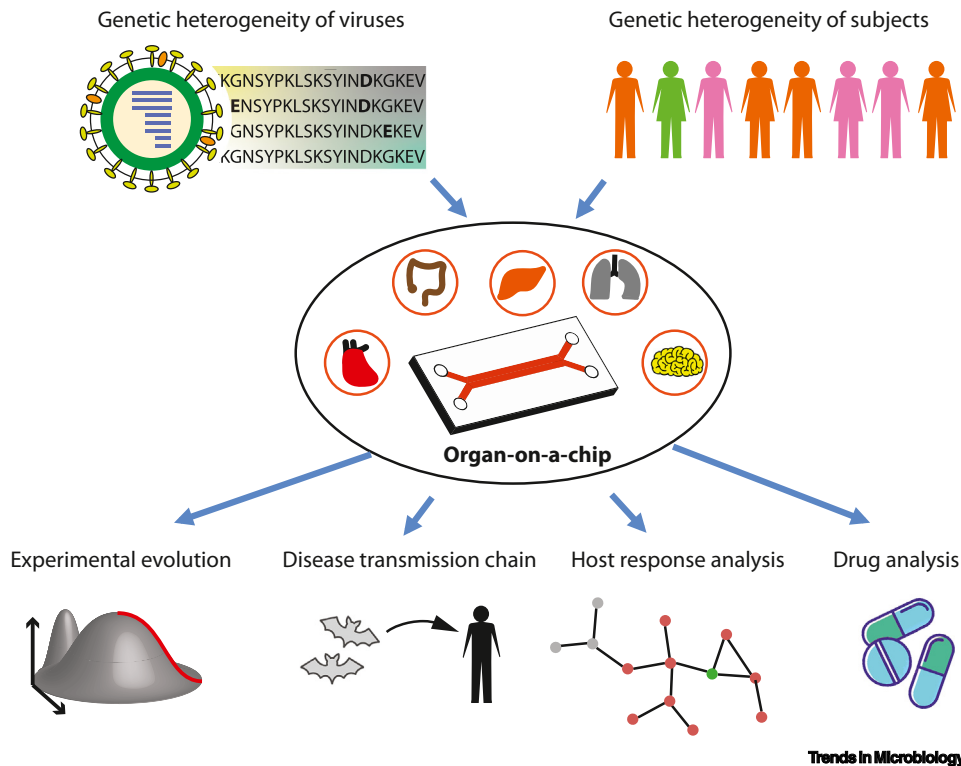 Genetic heterogeneity of viruses
Genetic heterogeneity of subjects
KGNSYPKLSKSYINDKGKEV
ENSYPKLSKSYINDKGKEV
GNSYPKLSKSYINDKEKEV
KGNSYPKLSKSYINDKGKEV
Organ-on-a-chip
Experimental evolution
Disease transmission chain
Host response analysis
Drug analysis
Trends in Microbiology